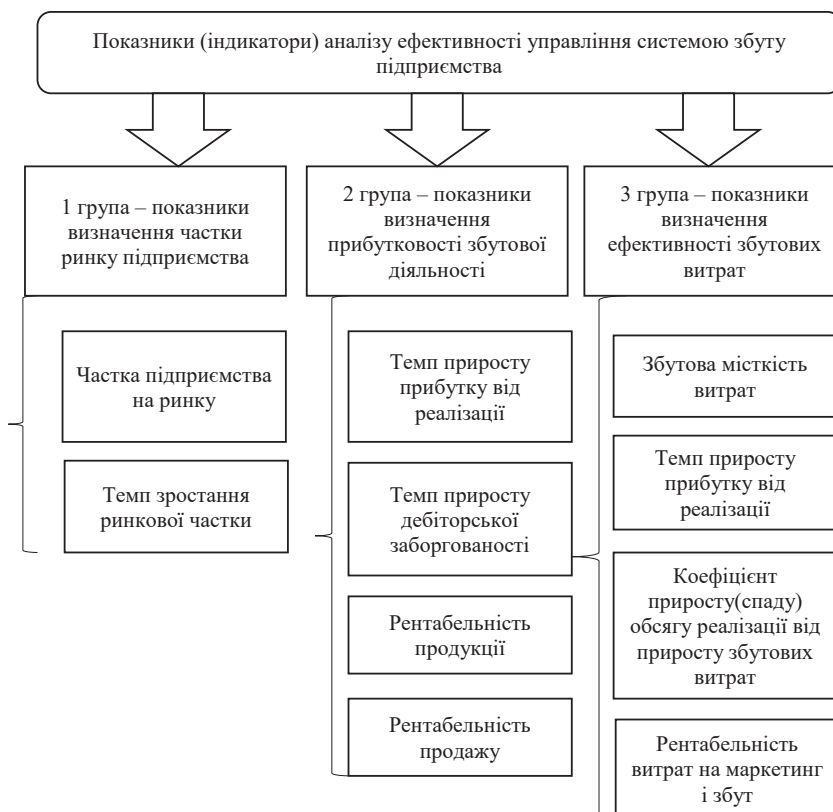 Показники (індикатори) аналізу ефективності управління системою збуту
підприємства
1 група – показники
визначення частки
ринку підприємства
2 група – показники
визначення
прибутковості збутової
діяльності
3 група – показники
визначення
ефективності збутових
витрат
Частка підприємства
на ринку
Темп зростання
ринкової частки
Темп приросту
прибутку від
реалізації
Темп приросту
дебіторської
заборгованості
Рентабельність
продукції
Рентабельність
продажу
Збутова місткість
витрат
Темп приросту
прибутку від
реалізації
Коефіцієнт
приросту(спаду)
обсягу реалізації від
приросту збутових
витрат
Рентабельність
витрат на маркетинг
і збут